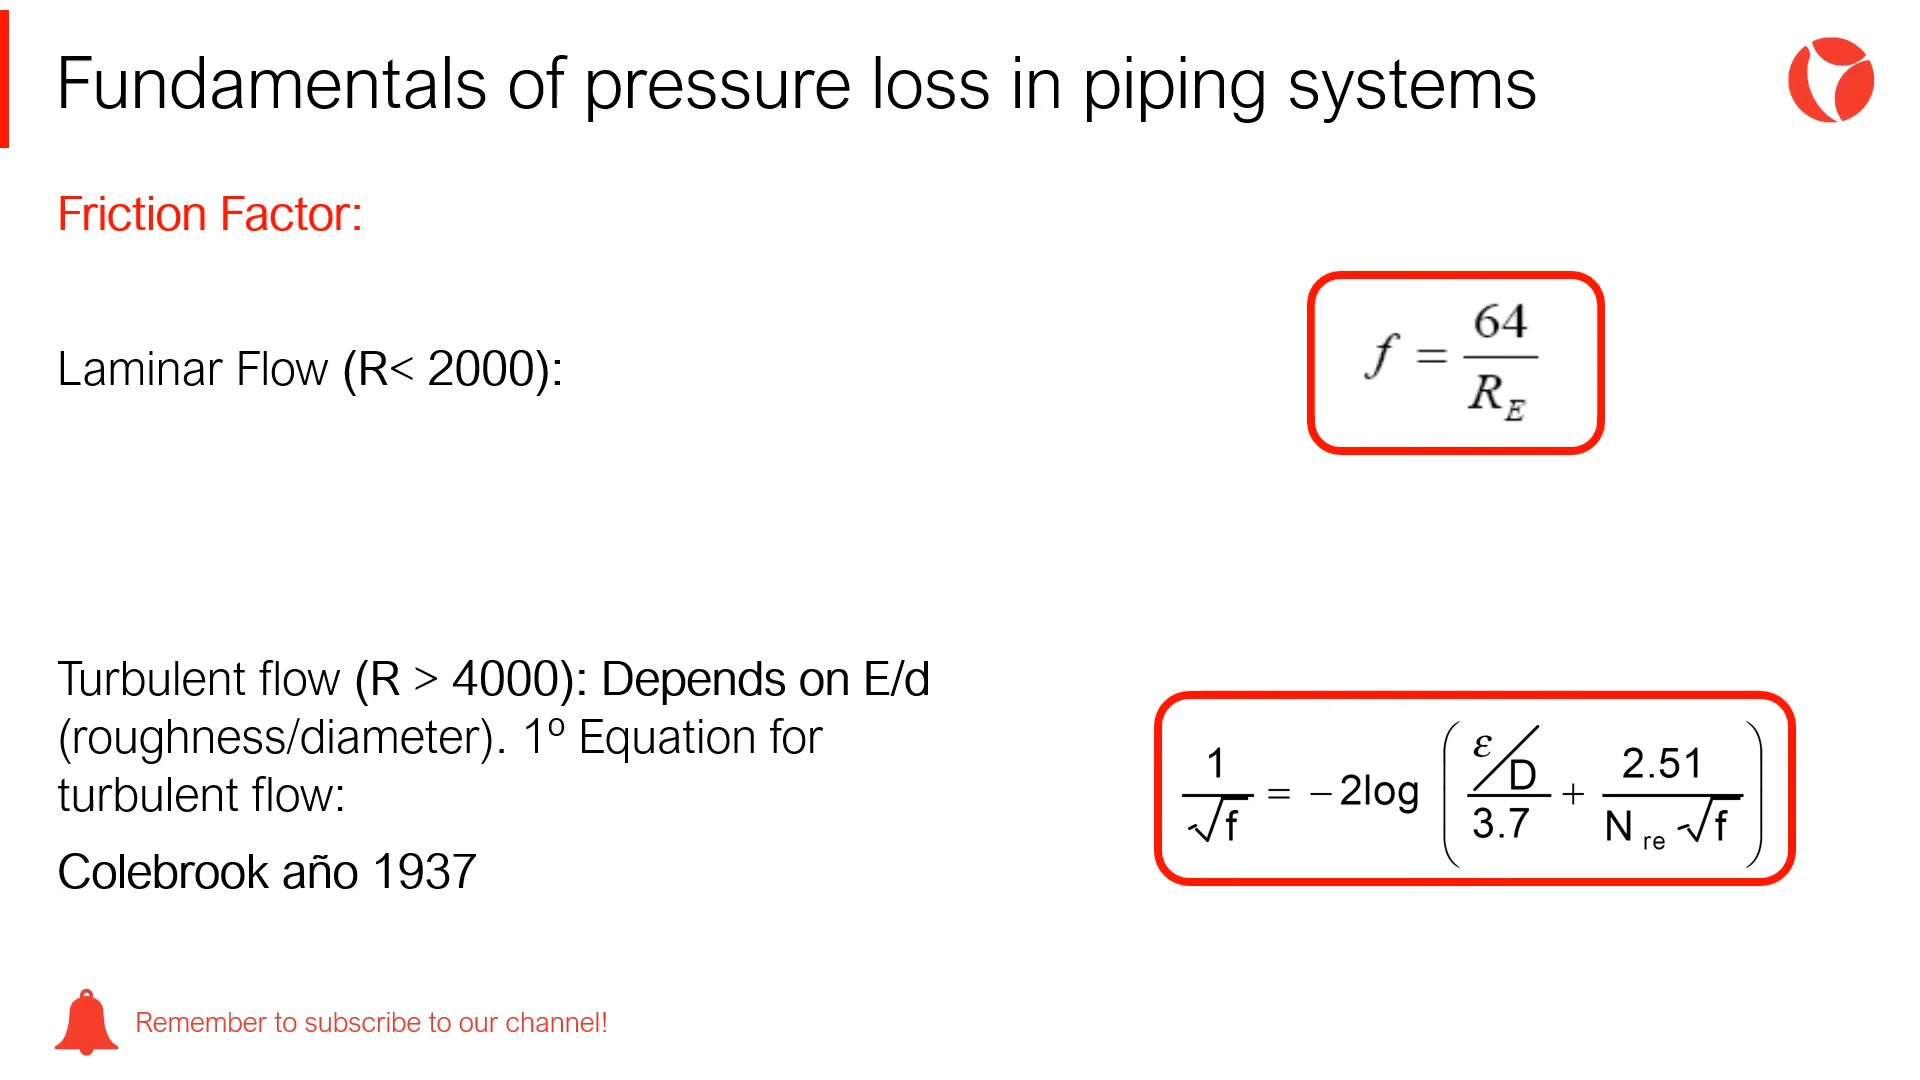 Fundamentals of pressure loss in piping systems
Friction Factor:
Laminar Flow (R< 2000):
f = 64 / R_E
Turbulent flow (R > 4000): Depends on E/d
(roughness/diameter). 1º Equation for
turbulent flow:
Colebrook año 1937
1/√f = −2log ( (ε/D)/3.7 + 2.51/(N_re √f) )
Remember to subscribe to our channel!